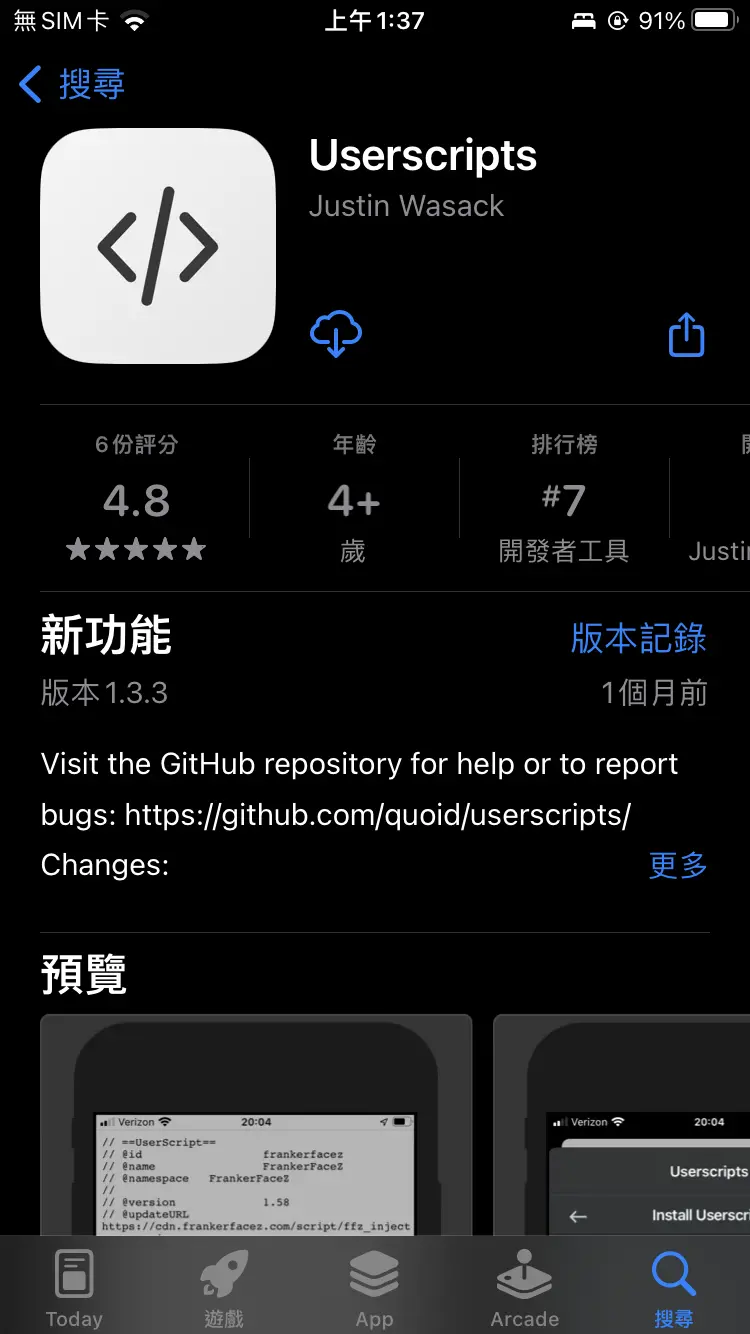 無SIM卡
上午1:37
91%
搜尋
Userscripts
Justin Wasack
6份評分
年齡
排行榜
4.8
4+
#7
歲
開發者工具
Justin
新功能
版本記錄
版本1.3.3
1個月前
Visit the GitHub repository for help or to report
bugs: https://github.com/quoid/userscripts/
Changes:
更多
預覽
Verizon
20:04
// ==UserScript==
// @id frankerfacez
// @name FrankerFaceZ
// @namespace FrankerFaceZ
//
// @version 1.58
// @updateURL
https://cdn.frankerfacez.com/script/ffz_inject
Verizon
20:04
Userscripts
Install Userscri
Today
遊戲
App
Arcade
搜尋